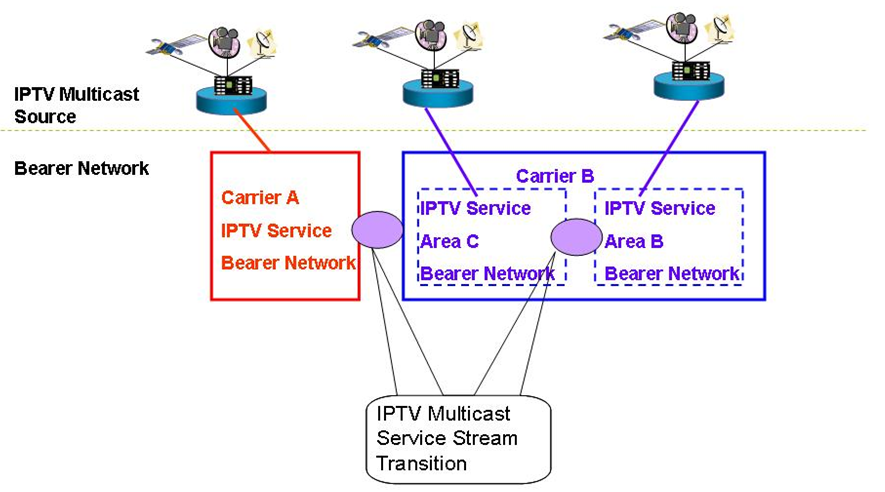 IPTV Multicast
Source
Bearer Network
Carrier A
IPTV Service
Bearer Network
Carrier B
IPTV Service
Area C
Bearer Network
IPTV Service
Area B
Bearer Network
IPTV Multicast
Service Stream
Transition